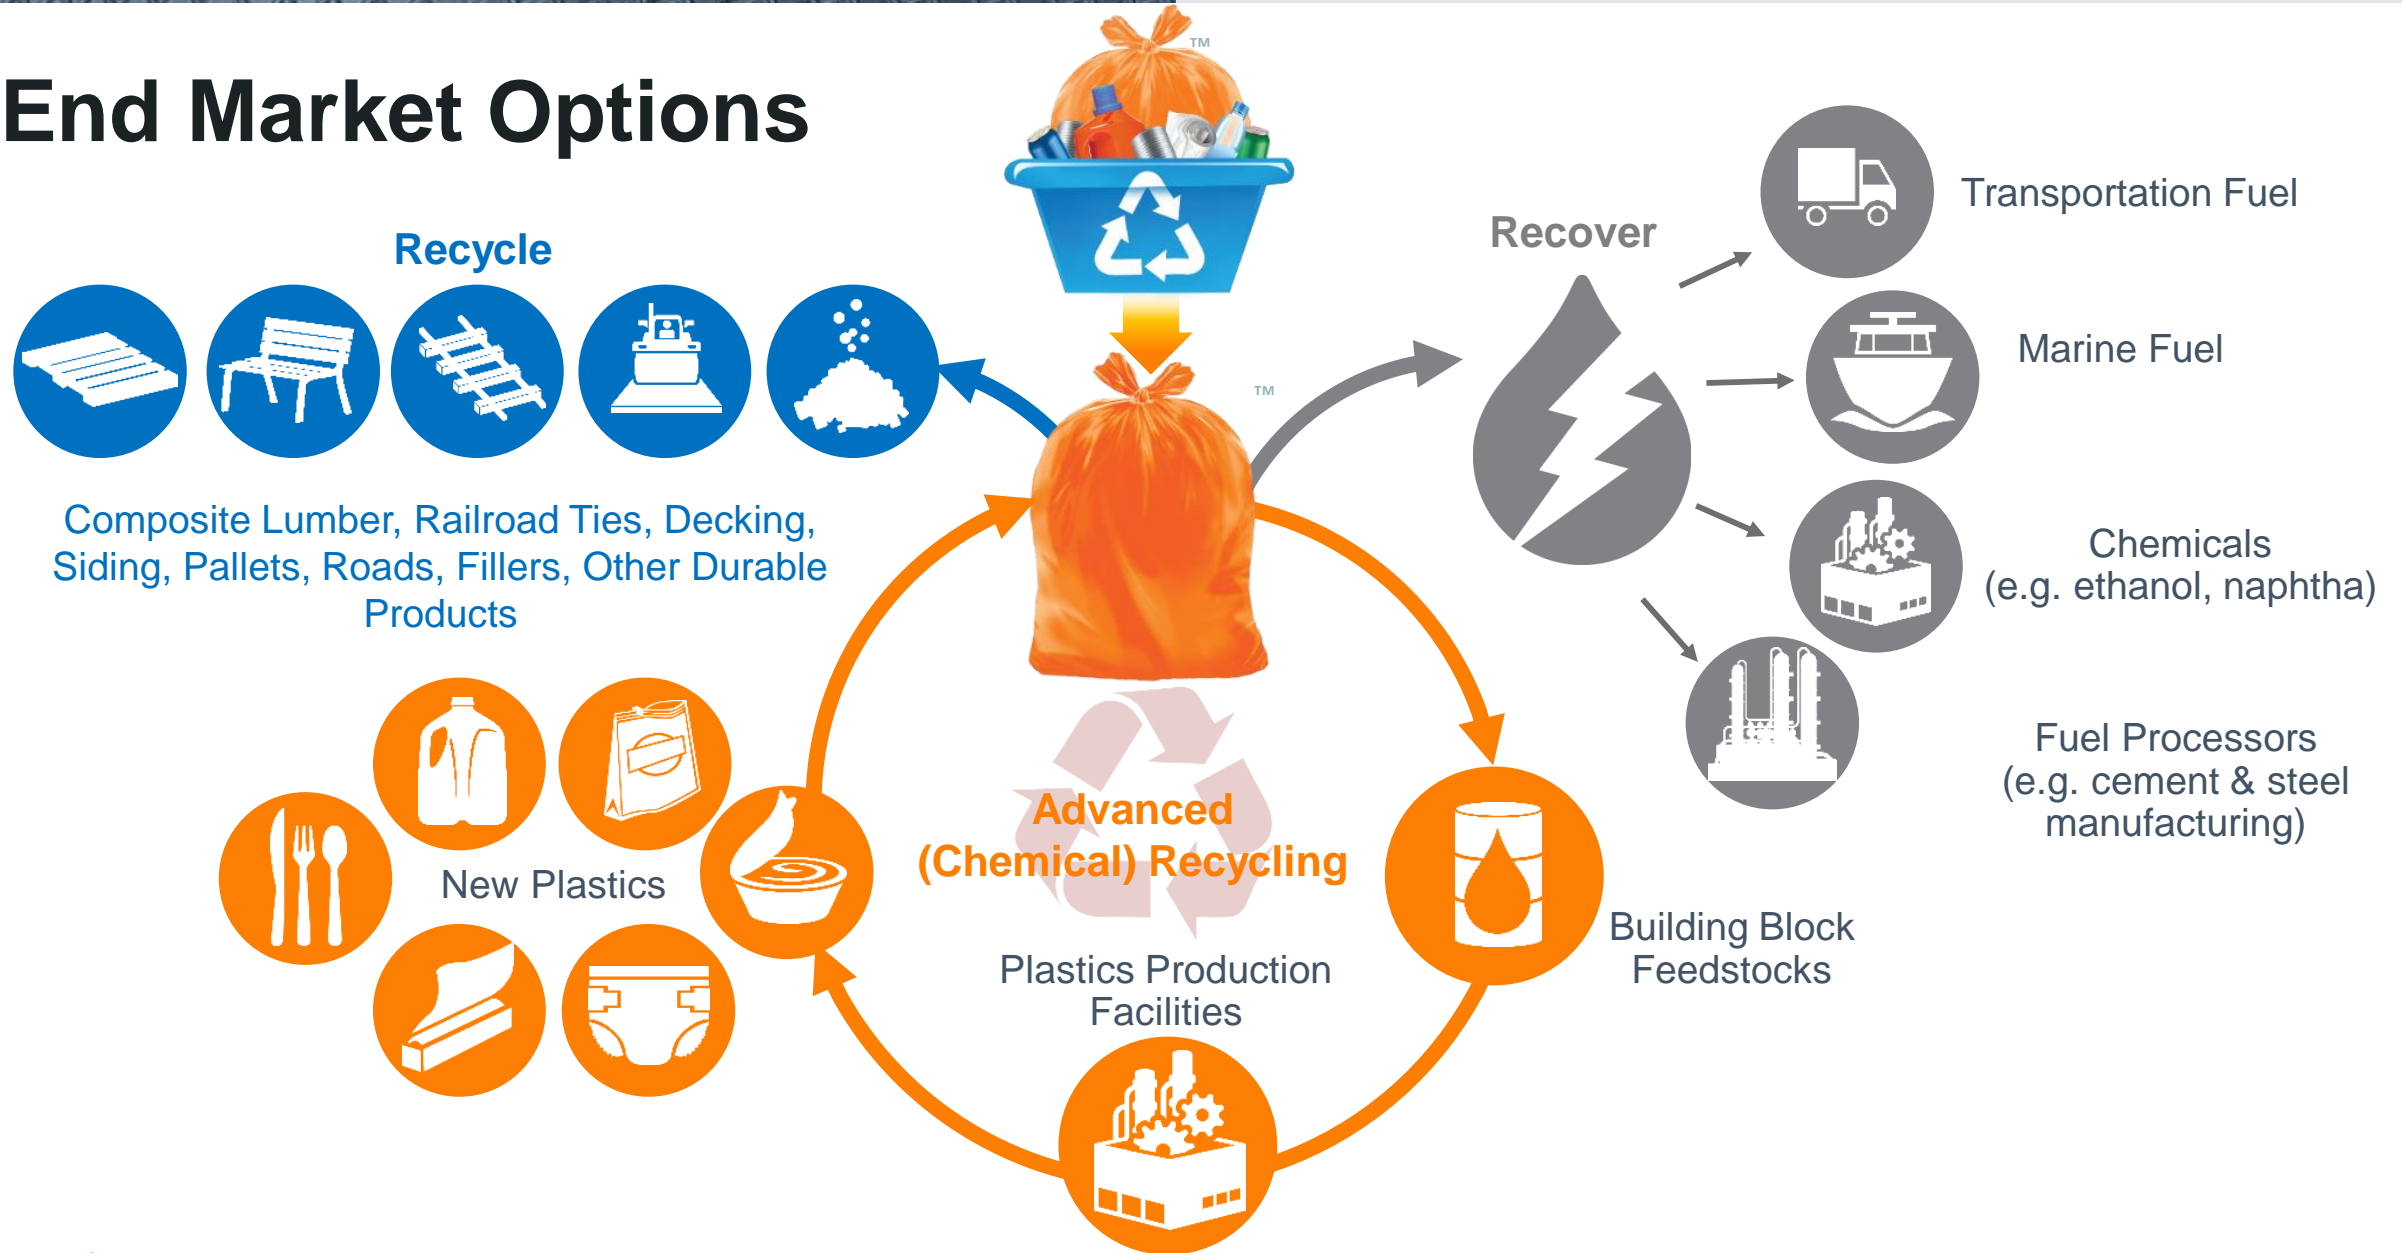 End Market Options
TM
Recycle
Composite Lumber, Railroad Ties, Decking,
Siding, Pallets, Roads, Fillers, Other Durable
Products
TM
Recover
Transportation Fuel
Marine Fuel
Chemicals
(e.g. ethanol, naphtha)
Fuel Processors
(e.g. cement & steel
manufacturing)
New Plastics
Advanced
(Chemical) Recycling
Plastics Production
Facilities
Building Block
Feedstocks